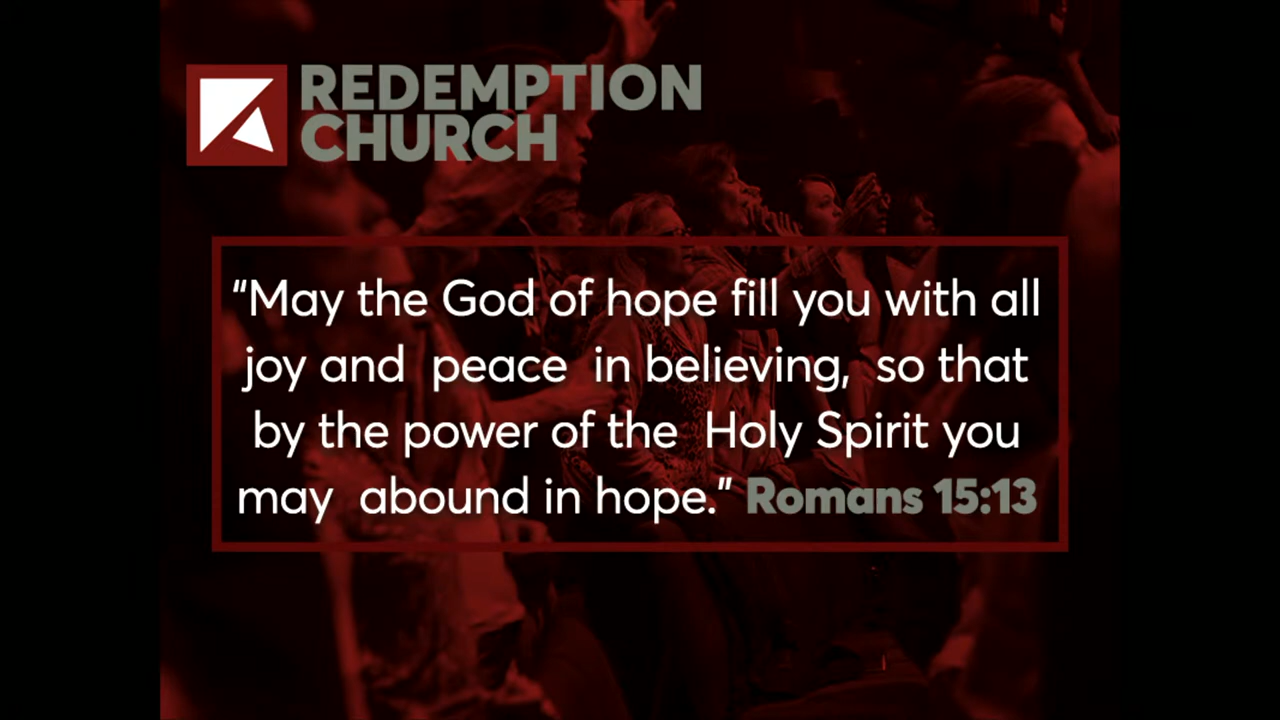 REDEMPTION
CHURCH
“May the God of hope fill you with all
joy and peace in believing, so that
by the power of the Holy Spirit you
may abound in hope.” Romans 15:13